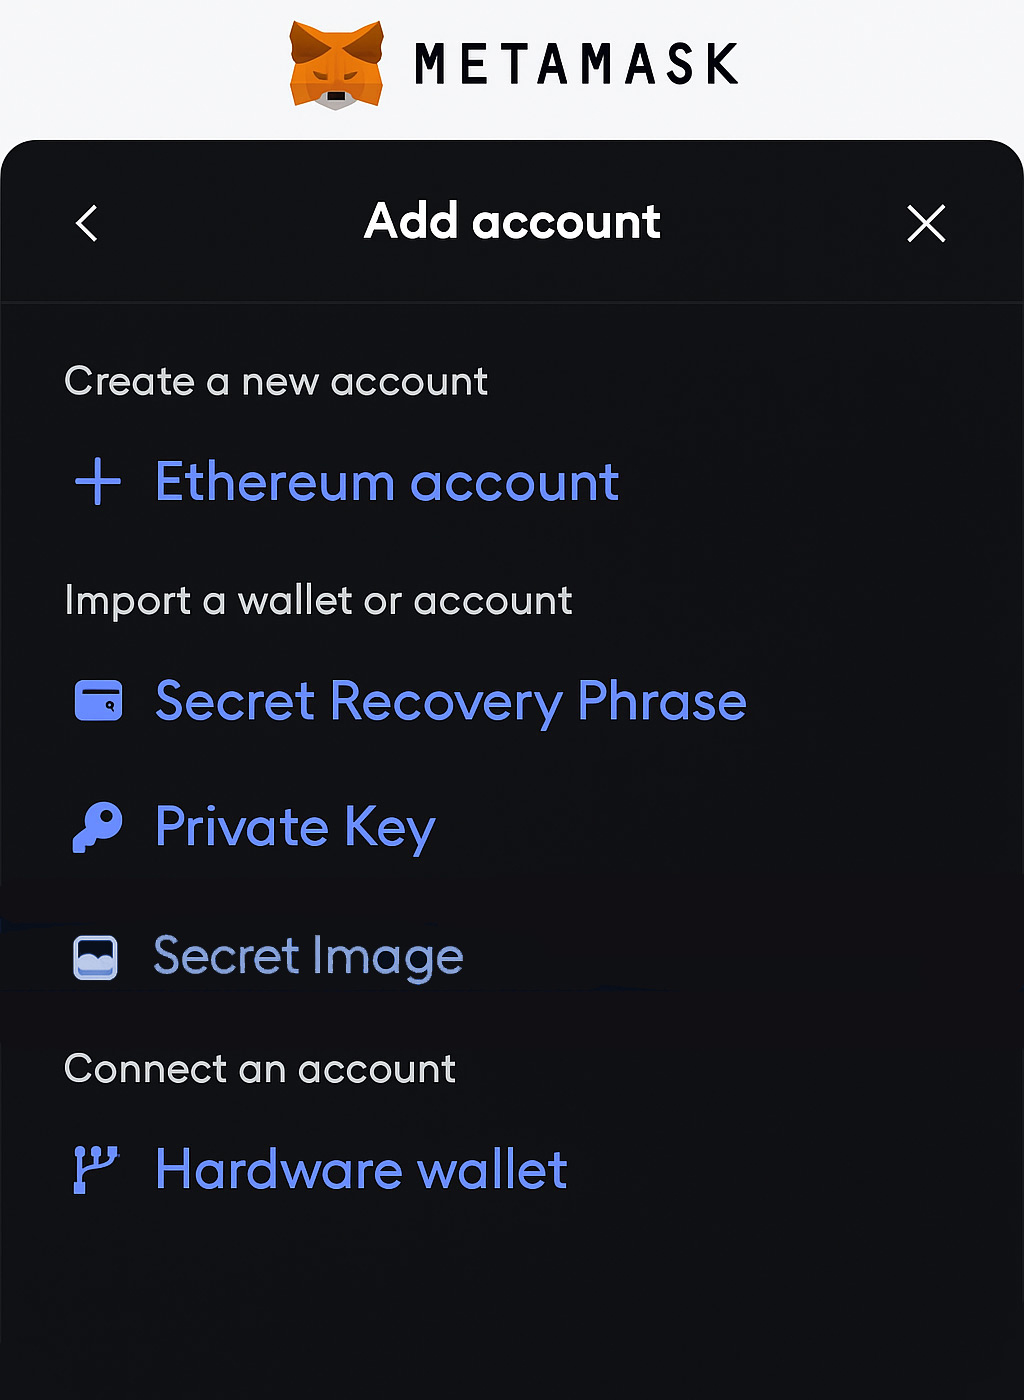 METAMASK
Add account
Create a new account
Ethereum account
Import a wallet or account
Secret Recovery Phrase
Private Key
Secret Image
Connect an account
Hardware wallet